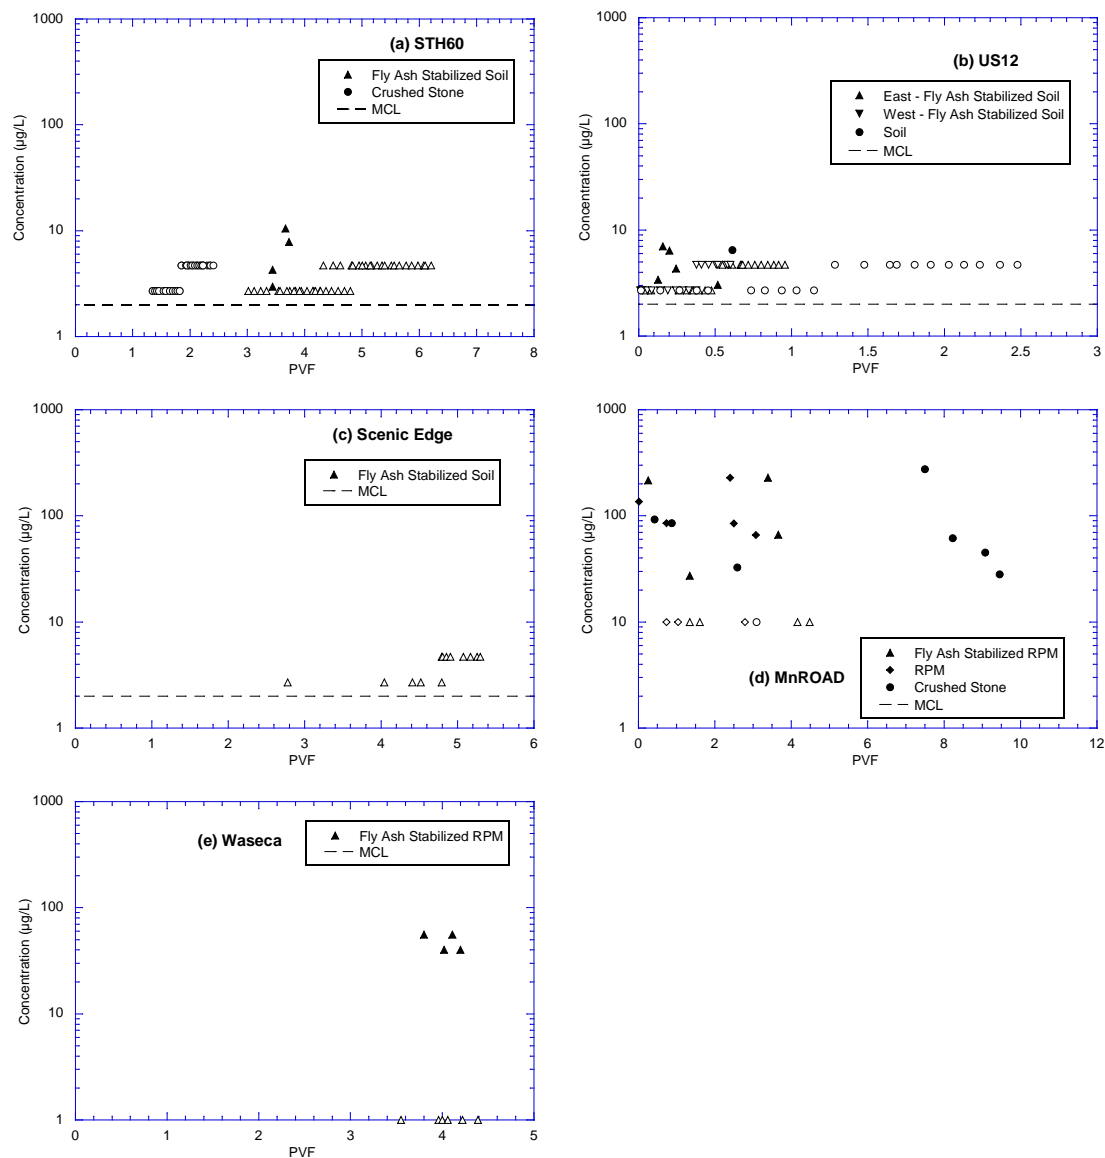 (a) STH60
Fly Ash Stabilized Soil
Crushed Stone
MCL
Concentration (µg/L)
1000
100
10
1
0 1 2 3 4 5 6 7 8
PVF
(b) US12
East - Fly Ash Stabilized Soil
West - Fly Ash Stabilized Soil
Soil
MCL
Concentration (µg/L)
1000
100
10
1
0 0.5 1 1.5 2 2.5 3
PVF
(c) Scenic Edge
Fly Ash Stabilized Soil
MCL
Concentration (µg/L)
1000
100
10
1
0 1 2 3 4 5 6
PVF
(d) MnROAD
Fly Ash Stabilized RPM
RPM
Crushed Stone
MCL
Concentration (µg/L)
1000
100
10
1
0 2 4 6 8 10 12
PVF
(e) Waseca
Fly Ash Stabilized RPM
MCL
Concentration (µg/L)
1000
100
10
1
0 1 2 3 4 5
PVF